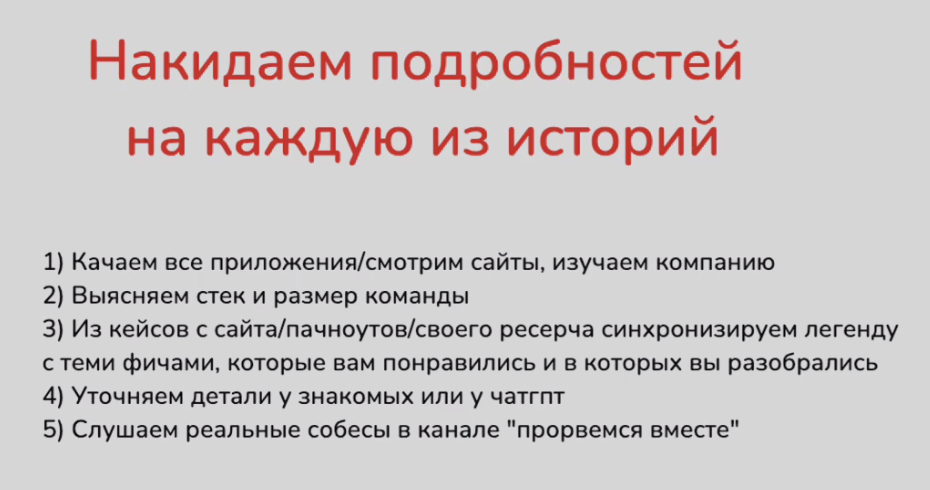 Накидаем подробностей
на каждую из историй
1) Качаем все приложения/смотрим сайты, изучаем компанию
2) Выясняем стек и размер команды
3) Из кейсов с сайта/пачноутов/своего ресерча синхронизируем легенду
с теми фичами, которые вам понравились и в которых вы разобрались
4) Уточняем детали у знакомых или у чатгпт
5) Слушаем реальные собесы в канале "прорвемся вместе"